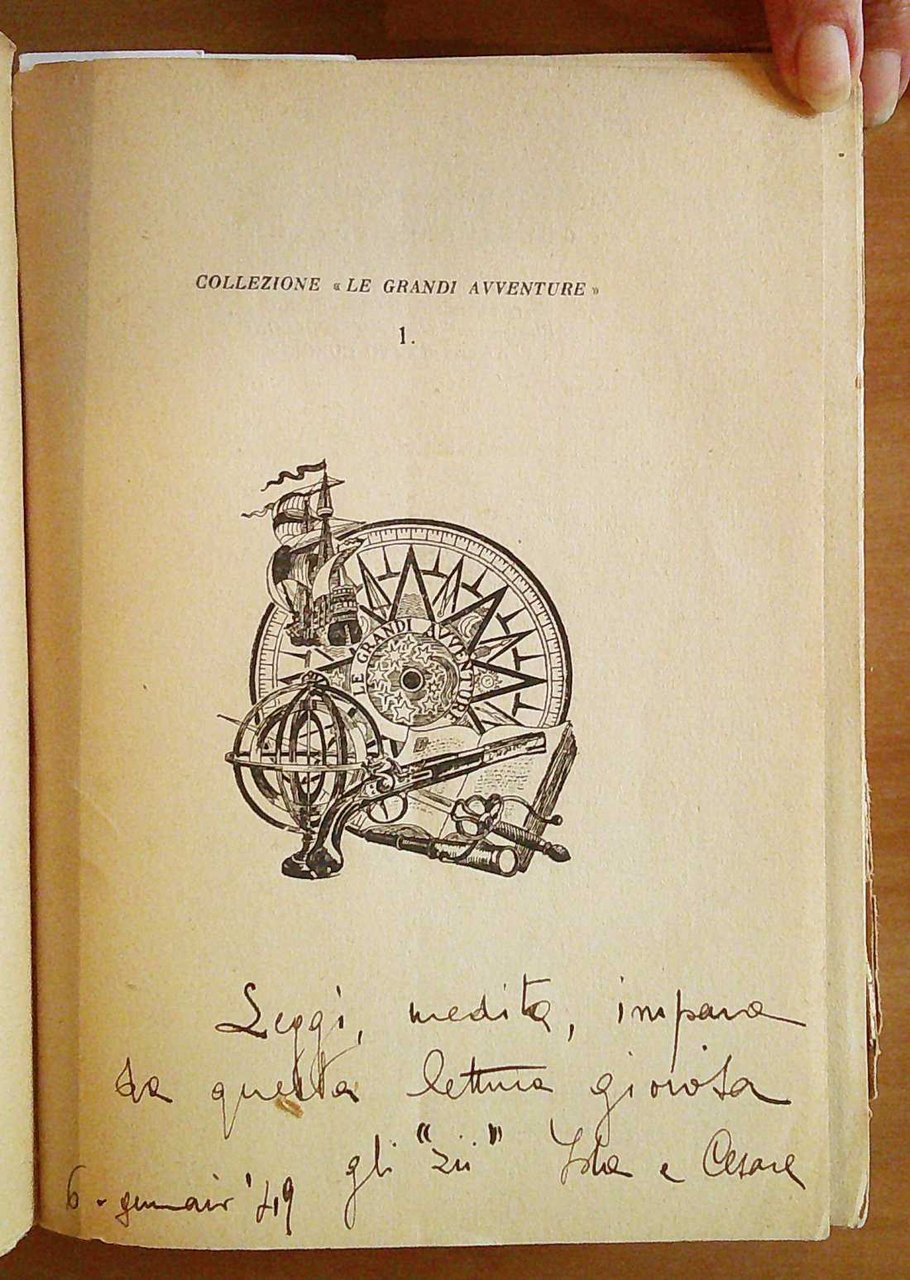 COLLEZIONE « LE GRANDI AVVENTURE »
1.
LE GRANDI AVVENTURE
Leggi, medita, impara
da questa lettura gioiosa
gli "zii" e Cesare
6 - gennaio '49